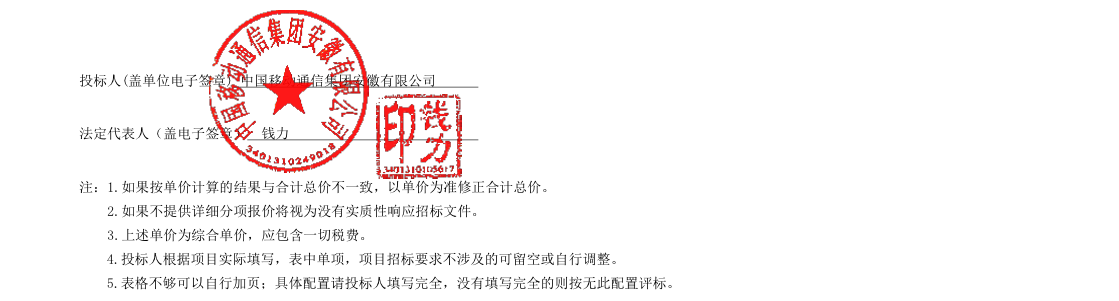 投标人(盖单位电子签章) 中国移动通信集团安徽有限公司
法定代表人（盖电子签章） 钱力
中国移动通信集团安徽有限公司
3401310249018
钱力
印
注：1.如果按单价计算的结果与合计总价不一致，以单价为准修正合计总价。
2.如果不提供详细分项报价将视为没有实质性响应招标文件。
3.上述单价为综合单价，应包含一切税费。
4.投标人根据项目实际填写，表中单项，项目招标要求不涉及的可留空或自行调整。
5.表格不够可以自行加页；具体配置请投标人填写完全，没有填写完全的则按无此配置评标。